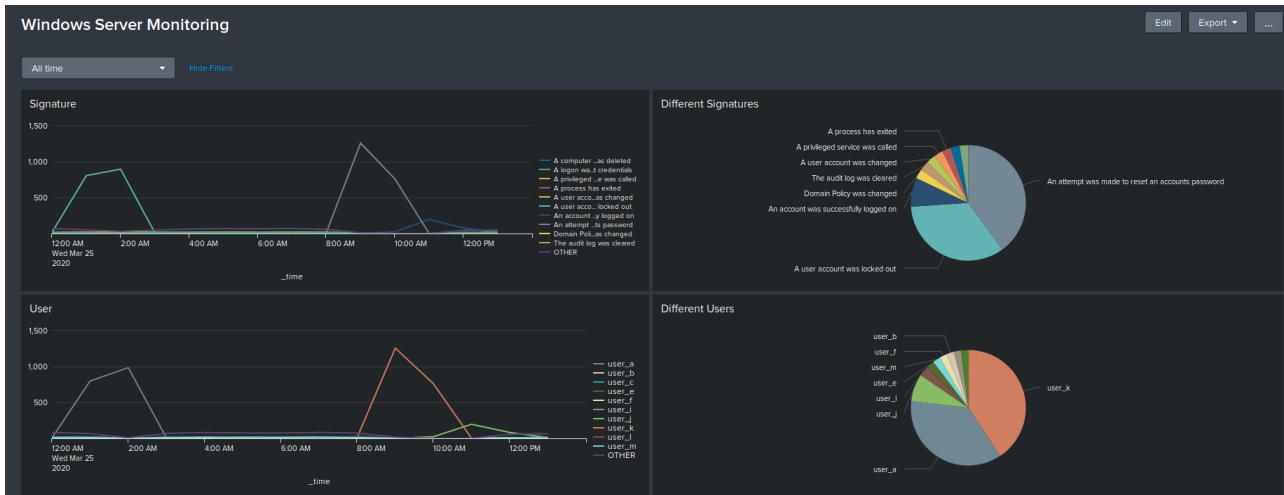 Windows Server Monitoring
Edit
Export
...
All time
Hide Filters
Signature
1,500
1,000
500
12:00 AM
Wed Mar 25
2020
2:00 AM
4:00 AM
6:00 AM
8:00 AM
10:00 AM
12:00 PM
_time
A computer ...as deleted
A logon wa...t credentials
A privileged ...e was called
A process has exited
A user acco...as changed
A user acco... locked out
An account ...y logged on
An attempt ...ts password
Domain Poli...as changed
The audit log was cleared
OTHER
Different Signatures
A process has exited
A privileged service was called
A user account was changed
The audit log was cleared
Domain Policy was changed
An account was successfully logged on
A user account was locked out
An attempt was made to reset an accounts password
User
1,500
1,000
500
12:00 AM
Wed Mar 25
2020
2:00 AM
4:00 AM
6:00 AM
8:00 AM
10:00 AM
12:00 PM
_time
user_a
user_b
user_c
user_e
user_f
user_i
user_j
user_k
user_l
user_m
OTHER
Different Users
user_b
user_f
user_m
user_e
user_l
user_j
user_a
user_k